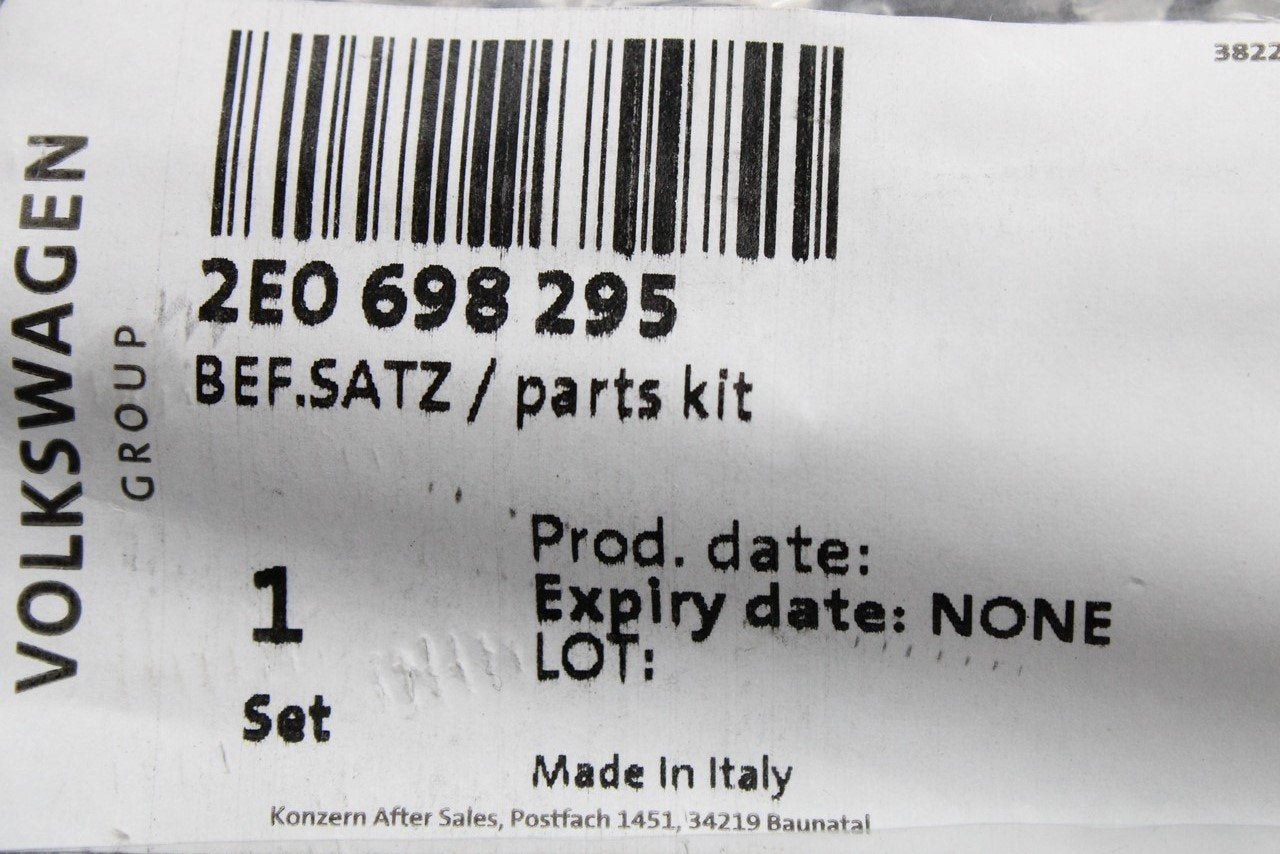 3822
VOLKSWAGEN
GROUP
2E0 698 295
BEF.SATZ / parts kit
1
Set
Prod. date:
Expiry date: NONE
LOT:
Made In Italy
Konzern After Sales, Postfach 1451, 34219 Baunatal